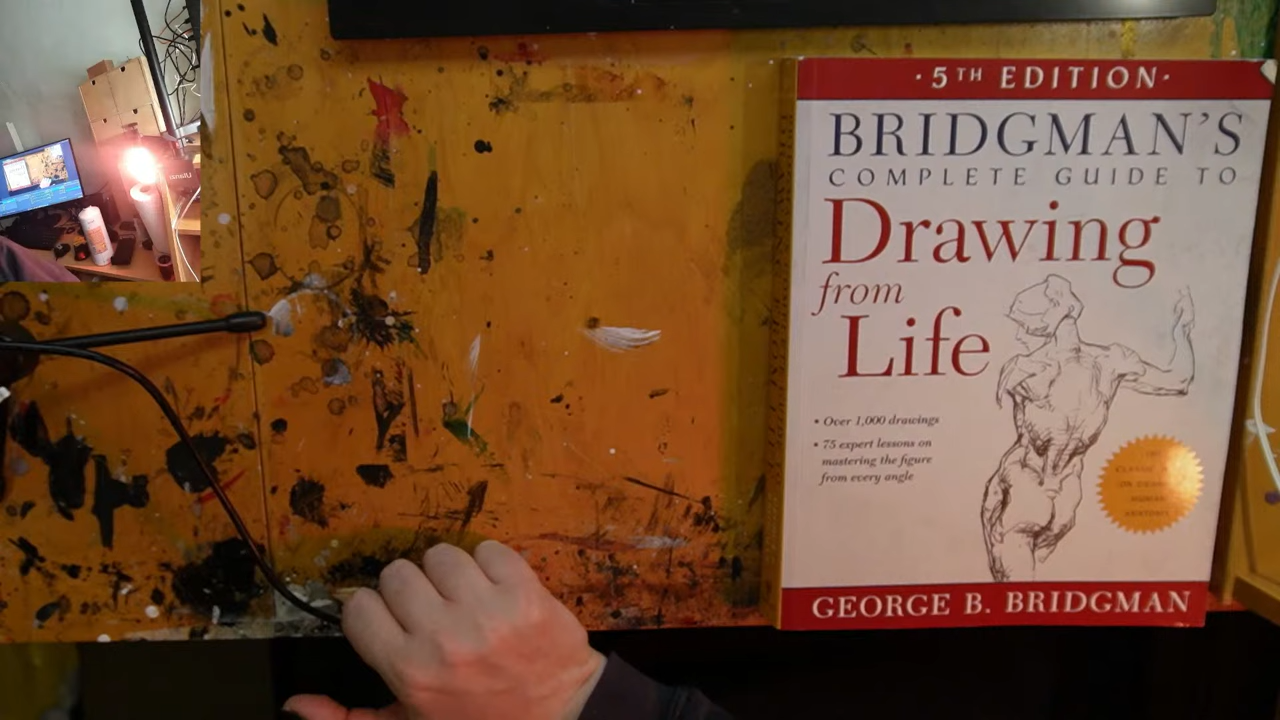 · 5TH EDITION ·
BRIDGMAN'S
COMPLETE GUIDE TO
Drawing
from
Life
• Over 1,000 drawings
• 75 expert lessons on
mastering the figure
from every angle
GEORGE B. BRIDGMAN